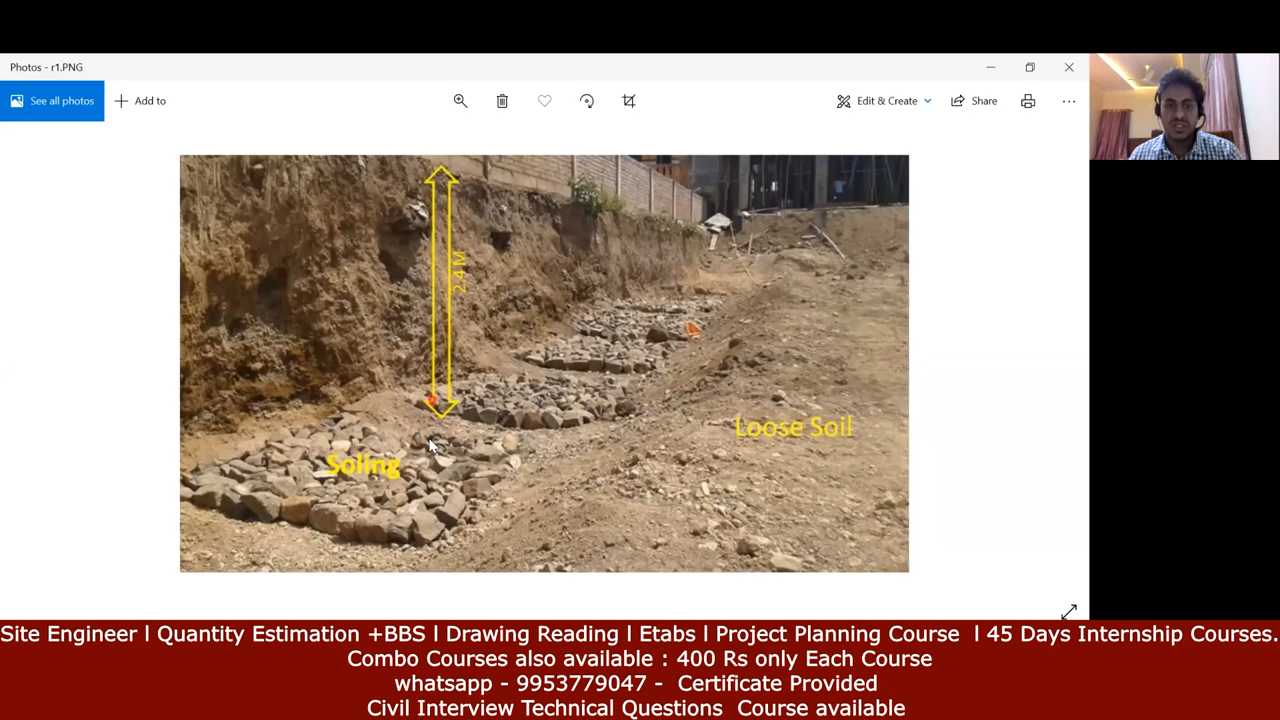 Photos - r1.PNG
See all photos
Add to
Edit & Create
Share
2.4 M
Loose Soil
Soling
Site Engineer l Quantity Estimation +BBS l Drawing Reading l Etabs l Project Planning Course l 45 Days Internship Courses.
Combo Courses also available : 400 Rs only Each Course
whatsapp - 9953779047 - Certificate Provided
Civil Interview Technical Questions Course available